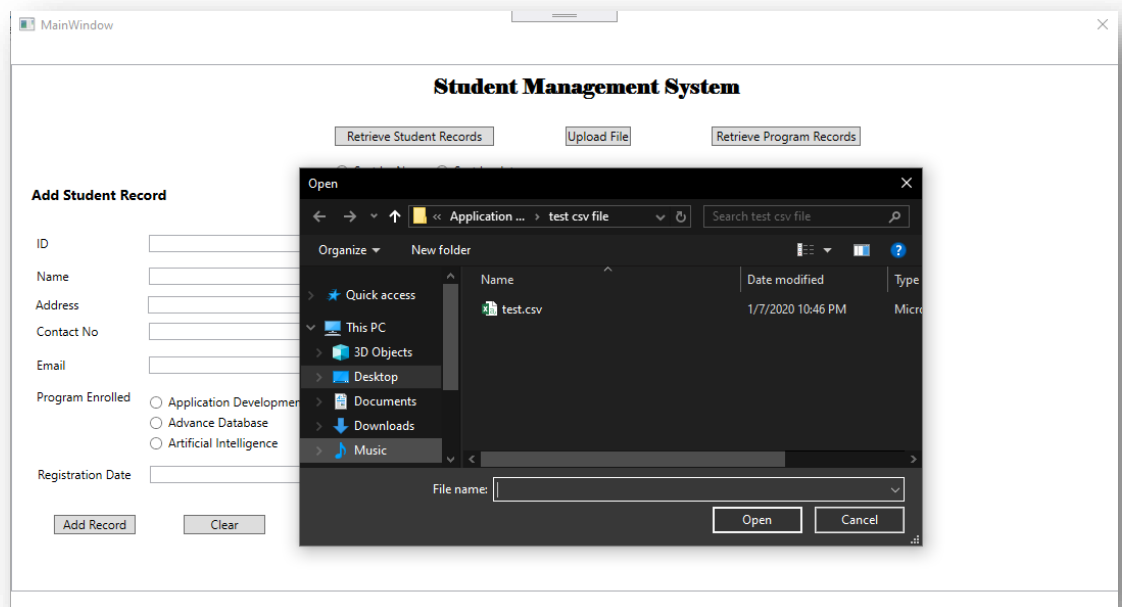 MainWindow
Student Management System
Retrieve Student Records
Upload File
Retrieve Program Records
Add Student Record
ID
Name
Address
Contact No
Email
Program Enrolled
Application Developmen
Advance Database
Artificial Intelligence
Registration Date
Add Record
Clear
Open
« Application ... › test csv file
Search test csv file
Organize
New folder
Quick access
This PC
3D Objects
Desktop
Documents
Downloads
Music
Name
Date modified
Type
test.csv
1/7/2020 10:46 PM
Micro
File name:
Open
Cancel